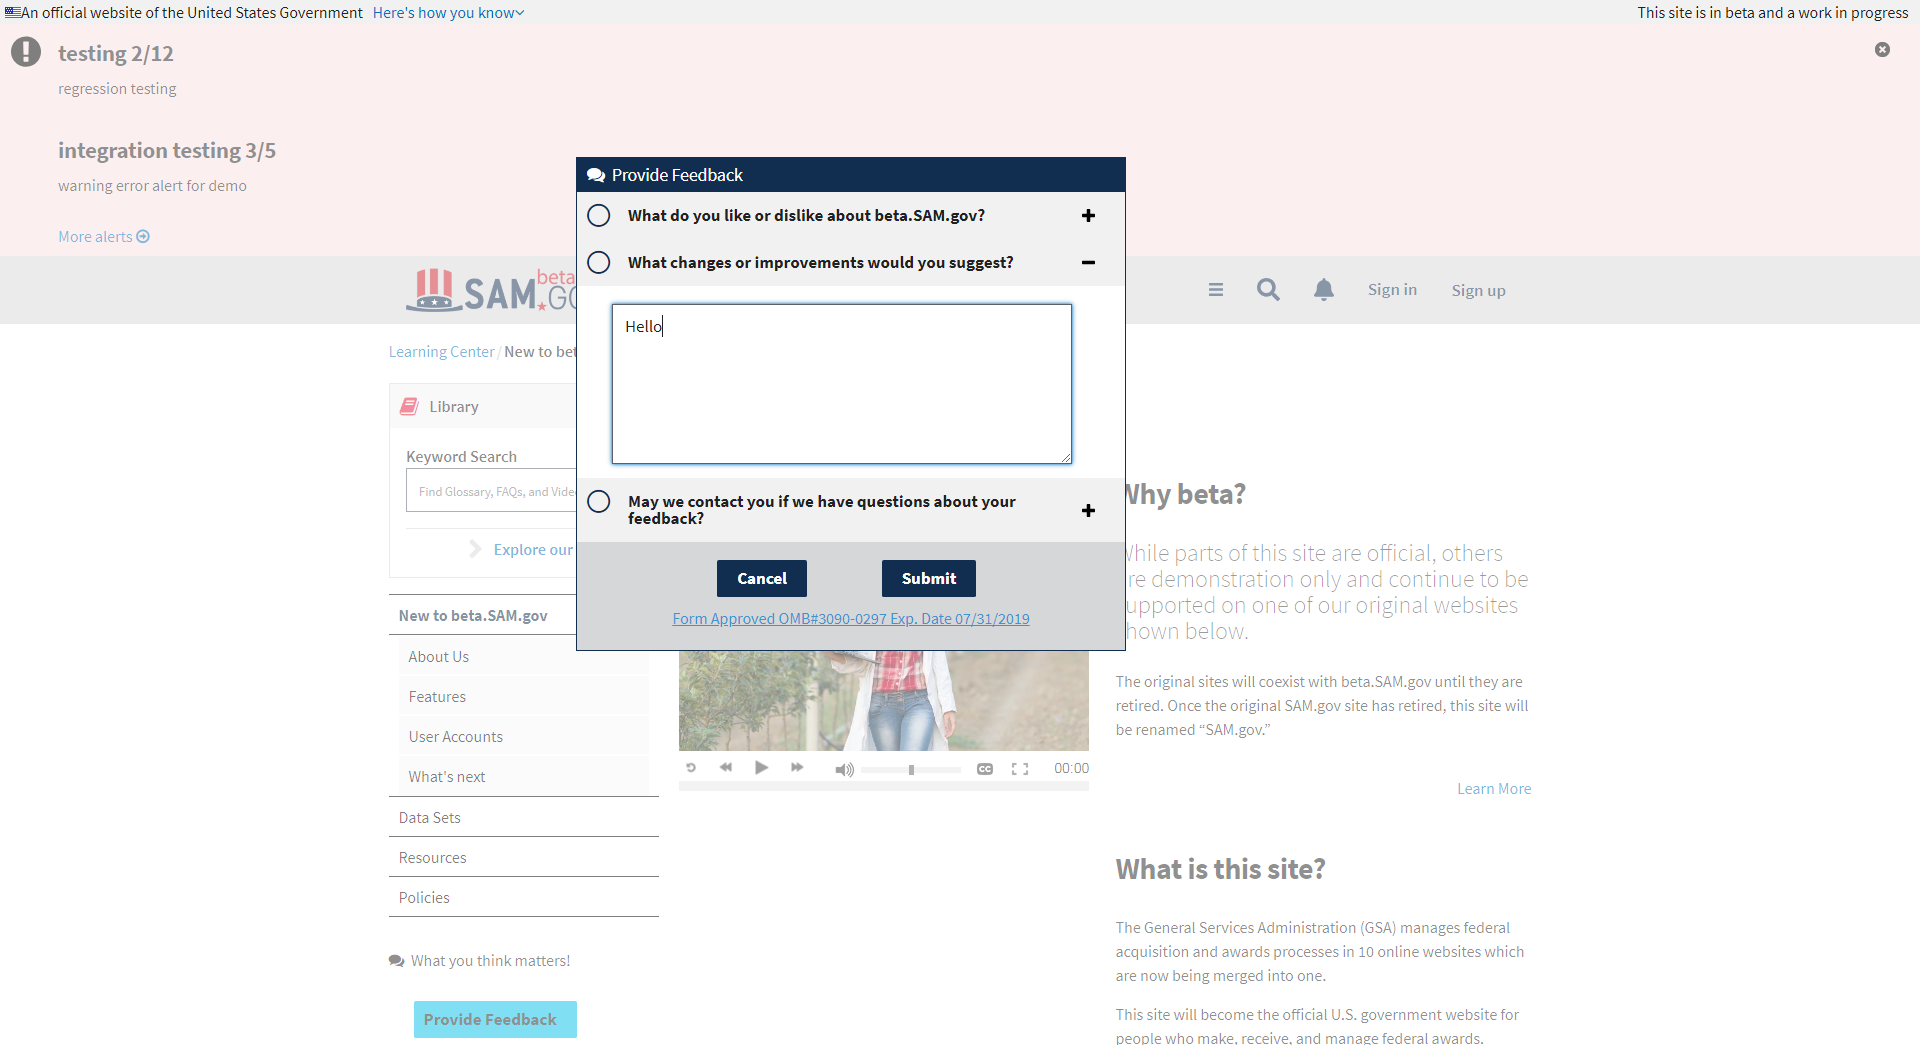 An official website of the United States Government Here's how you know
This site is in beta and a work in progress
testing 2/12
regression testing
integration testing 3/5
warning error alert for demo
More alerts
SAM.
beta
Sign in
Sign up
Provide Feedback
What do you like or dislike about beta.SAM.gov?
What changes or improvements would you suggest?
Hello
May we contact you if we have questions about your
feedback?
Cancel
Submit
Form Approved OMB#3090-0297 Exp. Date 07/31/2019
Learning Center / New to
Library
Keyword Search
Find Glossary, FAQs, and
Explore our
New to beta.SAM.gov
About Us
Features
User Accounts
What's next
Data Sets
Resources
Policies
What you think matters!
Provide Feedback
CC
00:00
Why beta?
While parts of this site are official, others
are demonstration only and continue to be
supported on one of our original websites
shown below.
The original sites will coexist with beta.SAM.gov until they are
retired. Once the original SAM.gov site has retired, this site will
be renamed “SAM.gov.”
Learn More
What is this site?
The General Services Administration (GSA) manages federal
acquisition and awards processes in 10 online websites which
are now being merged into one.
This site will become the official U.S. government website for
people who make, receive, and manage federal awards.